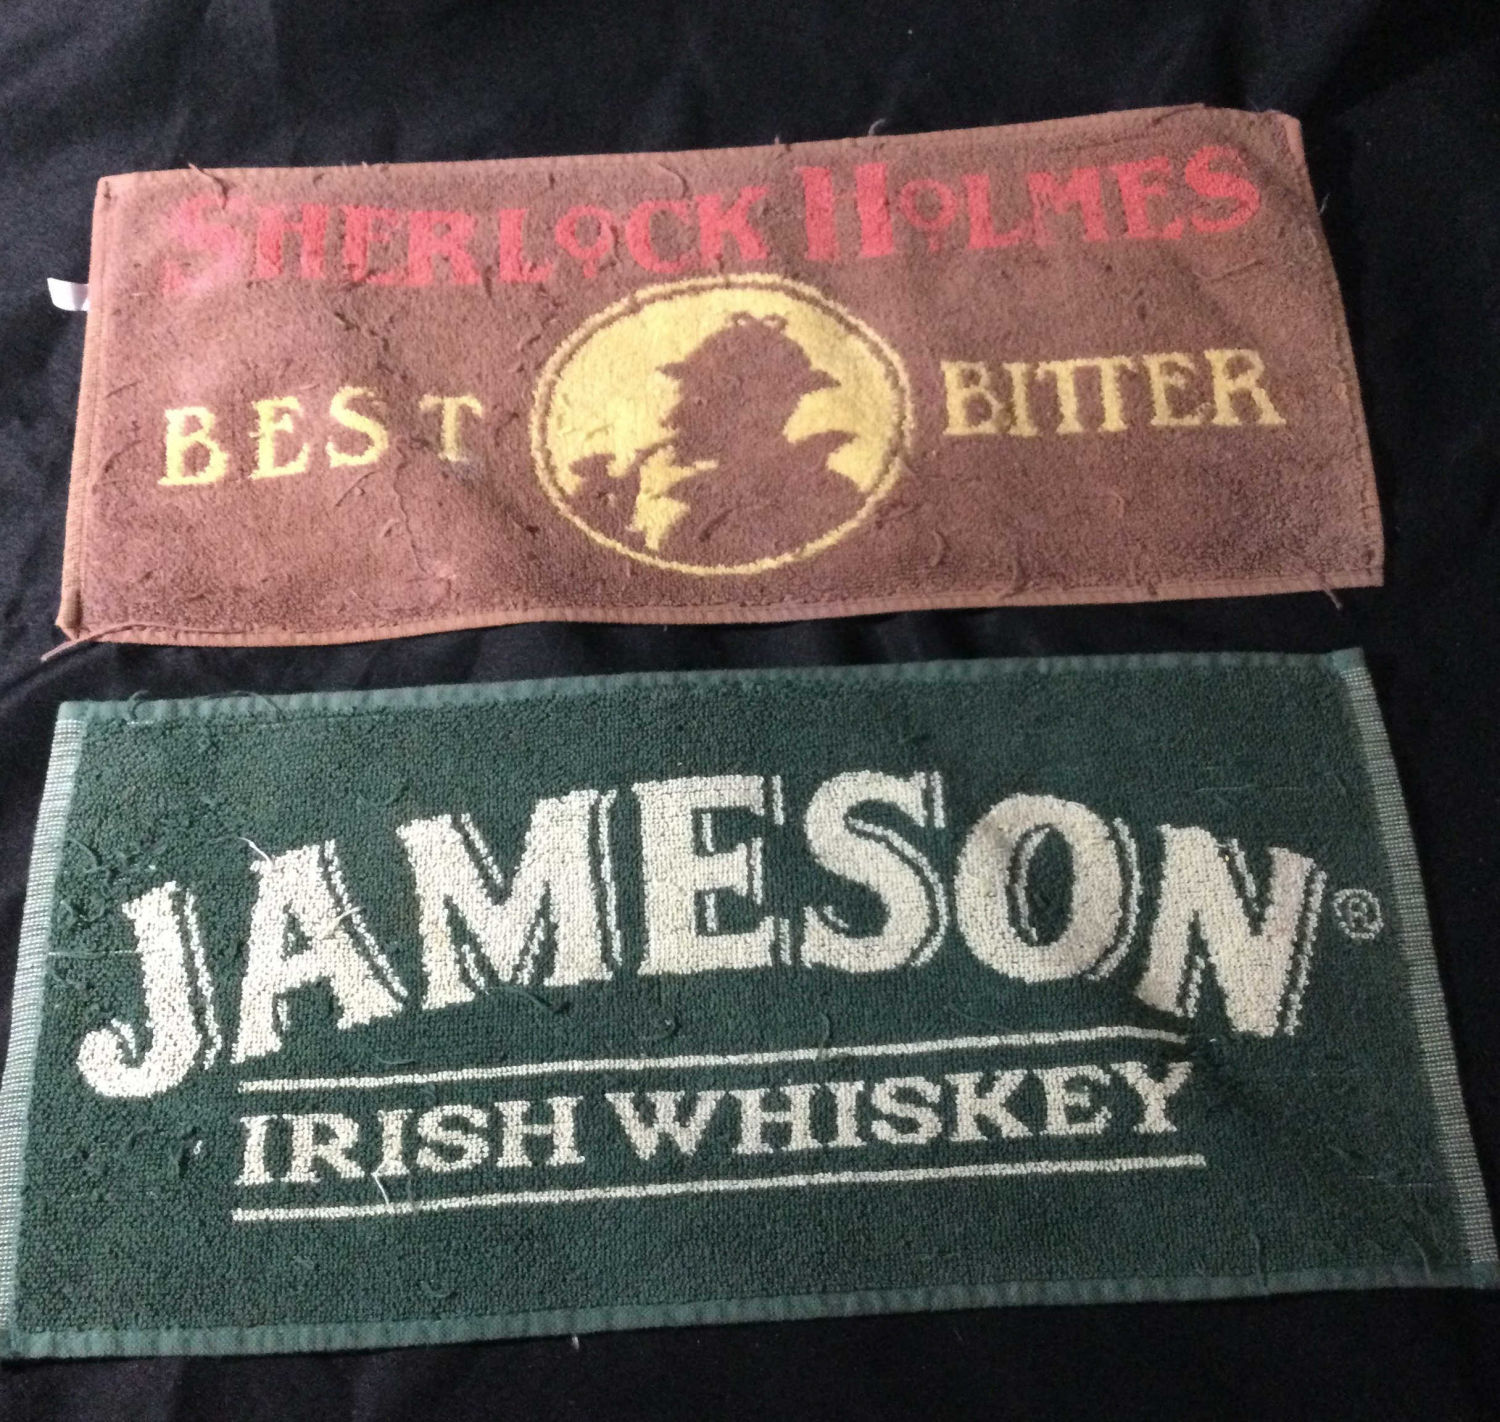 SHERLOCK HOLMES
BEST BITTER
JAMESON®
IRISH WHISKEY